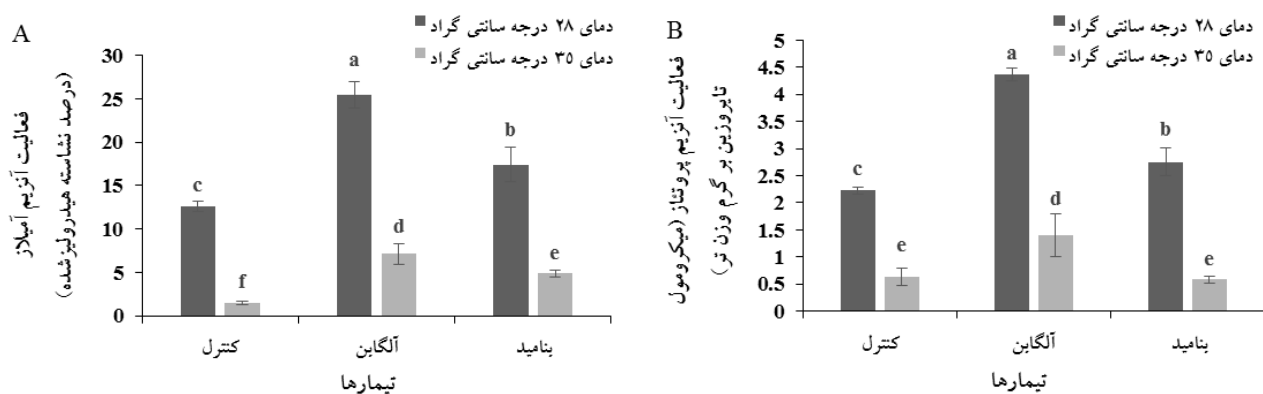 A
دمای ۲۸ درجه سانتی گراد
دمای ۳۵ درجه سانتی گراد
فعالیت آنزیم آمیلاز
(درصد نشاسته هیدرولیزشده)
30
25
20
15
10
5
0
c
f
a
d
b
e
کنترل
آلگابن
بنامید
تیمارها
B
دمای ۲۸ درجه سانتی گراد
دمای ۳۵ درجه سانتی گراد
فعالیت آنزیم پروتئاز (میکرومول
تایروزین بر گرم وزن تر)
5
4.5
4
3.5
3
2.5
2
1.5
1
0.5
0
c
e
a
d
b
e
کنترل
آلگابن
بنامید
تیمارها